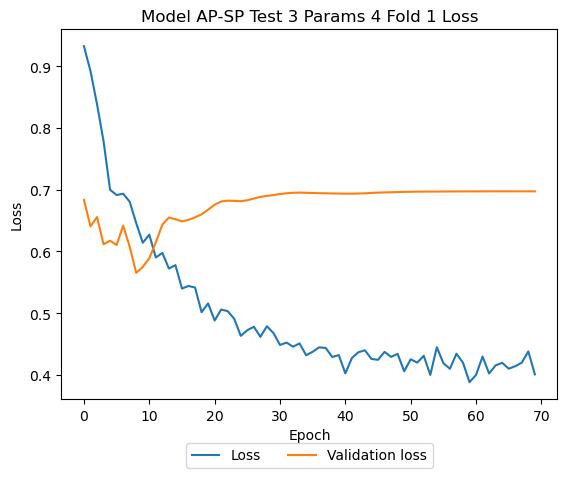 Model AP-SP Test 3 Params 4 Fold 1 Loss
0.9
0.8
0.7
0.6
0.5
0.4
Loss
0 10 20 30 40 50 60 70
Epoch
Loss Validation loss